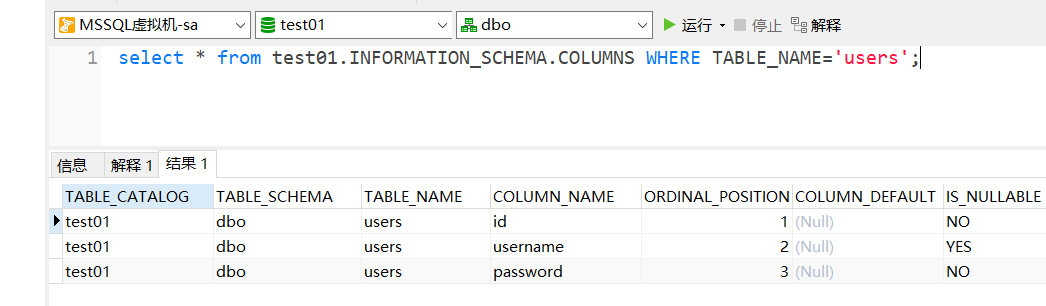 MSSQL虚拟机-sa test01 dbo 运行 停止 解释
1 select * from test01.INFORMATION_SCHEMA.COLUMNS WHERE TABLE_NAME='users';
信息 解释 1 结果 1
TABLE_CATALOG TABLE_SCHEMA TABLE_NAME COLUMN_NAME ORDINAL_POSITION COLUMN_DEFAULT IS_NULLABLE
test01 dbo users id 1 (Null) NO
test01 dbo users username 2 (Null) YES
test01 dbo users password 3 (Null) NO